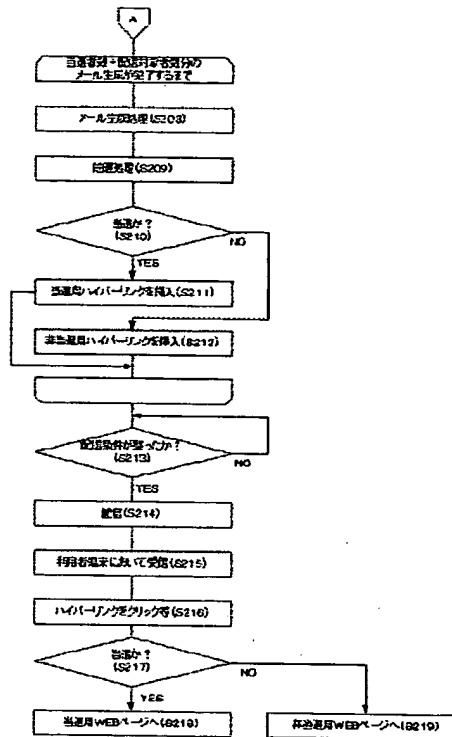 A
当選者数+配送対象者数分の
メール生成が完了するまで
メール生成処理(S208)
抽選処理(S209)
当選か?
(S210)
NO
YES
当選用ハイパーリンクを挿入(S211)
非当選用ハイパーリンクを挿入(S212)
配送条件が整ったか?
(S213)
NO
YES
配信(S214)
利用者端末において受信(S215)
ハイパーリンクをクリック等(S216)
当選か?
(S217)
NO
YES
当選用WEBページへ(S218)
非当選用WEBページへ(S219)